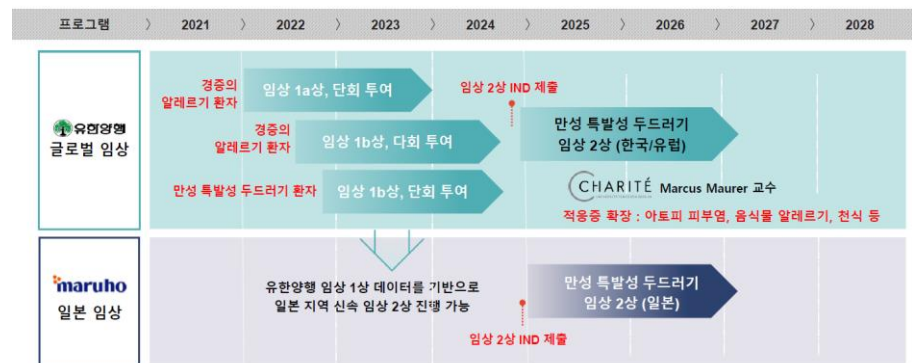 프로그램 〉 2021 〉 2022 〉 2023 〉 2024 〉 2025 〉 2026 〉 2027 〉 2028
유한양행
글로벌 임상
경증의
알레르기 환자
임상 1a상, 단회 투여
경증의
알레르기 환자
임상 1b상, 다회 투여
만성 특발성 두드러기 환자
임상 1b상, 단회 투여
임상 2상 IND 제출
만성 특발성 두드러기
임상 2상 (한국/유럽)
CHARITÉ Marcus Maurer 교수
적응증 확장 : 아토피 피부염, 음식물 알레르기, 천식 등
maruho
일본 임상
유한양행 임상 1상 데이터를 기반으로
일본 지역 신속 임상 2상 진행 가능
만성 특발성 두드러기
임상 2상 (일본)
임상 2상 IND 제출